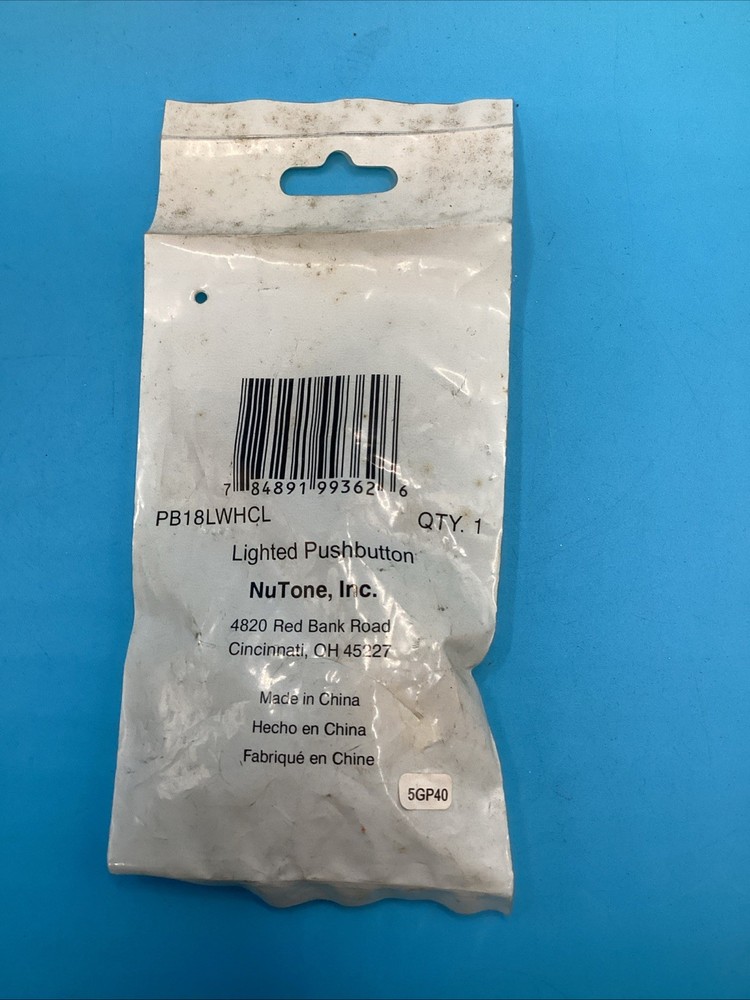 7 84891 99362 6
PB18LWHCL QTY. 1
Lighted Pushbutton
NuTone, Inc.
4820 Red Bank Road
Cincinnati, OH 45227
Made in China
Hecho en China
Fabriqué en Chine
5GP40